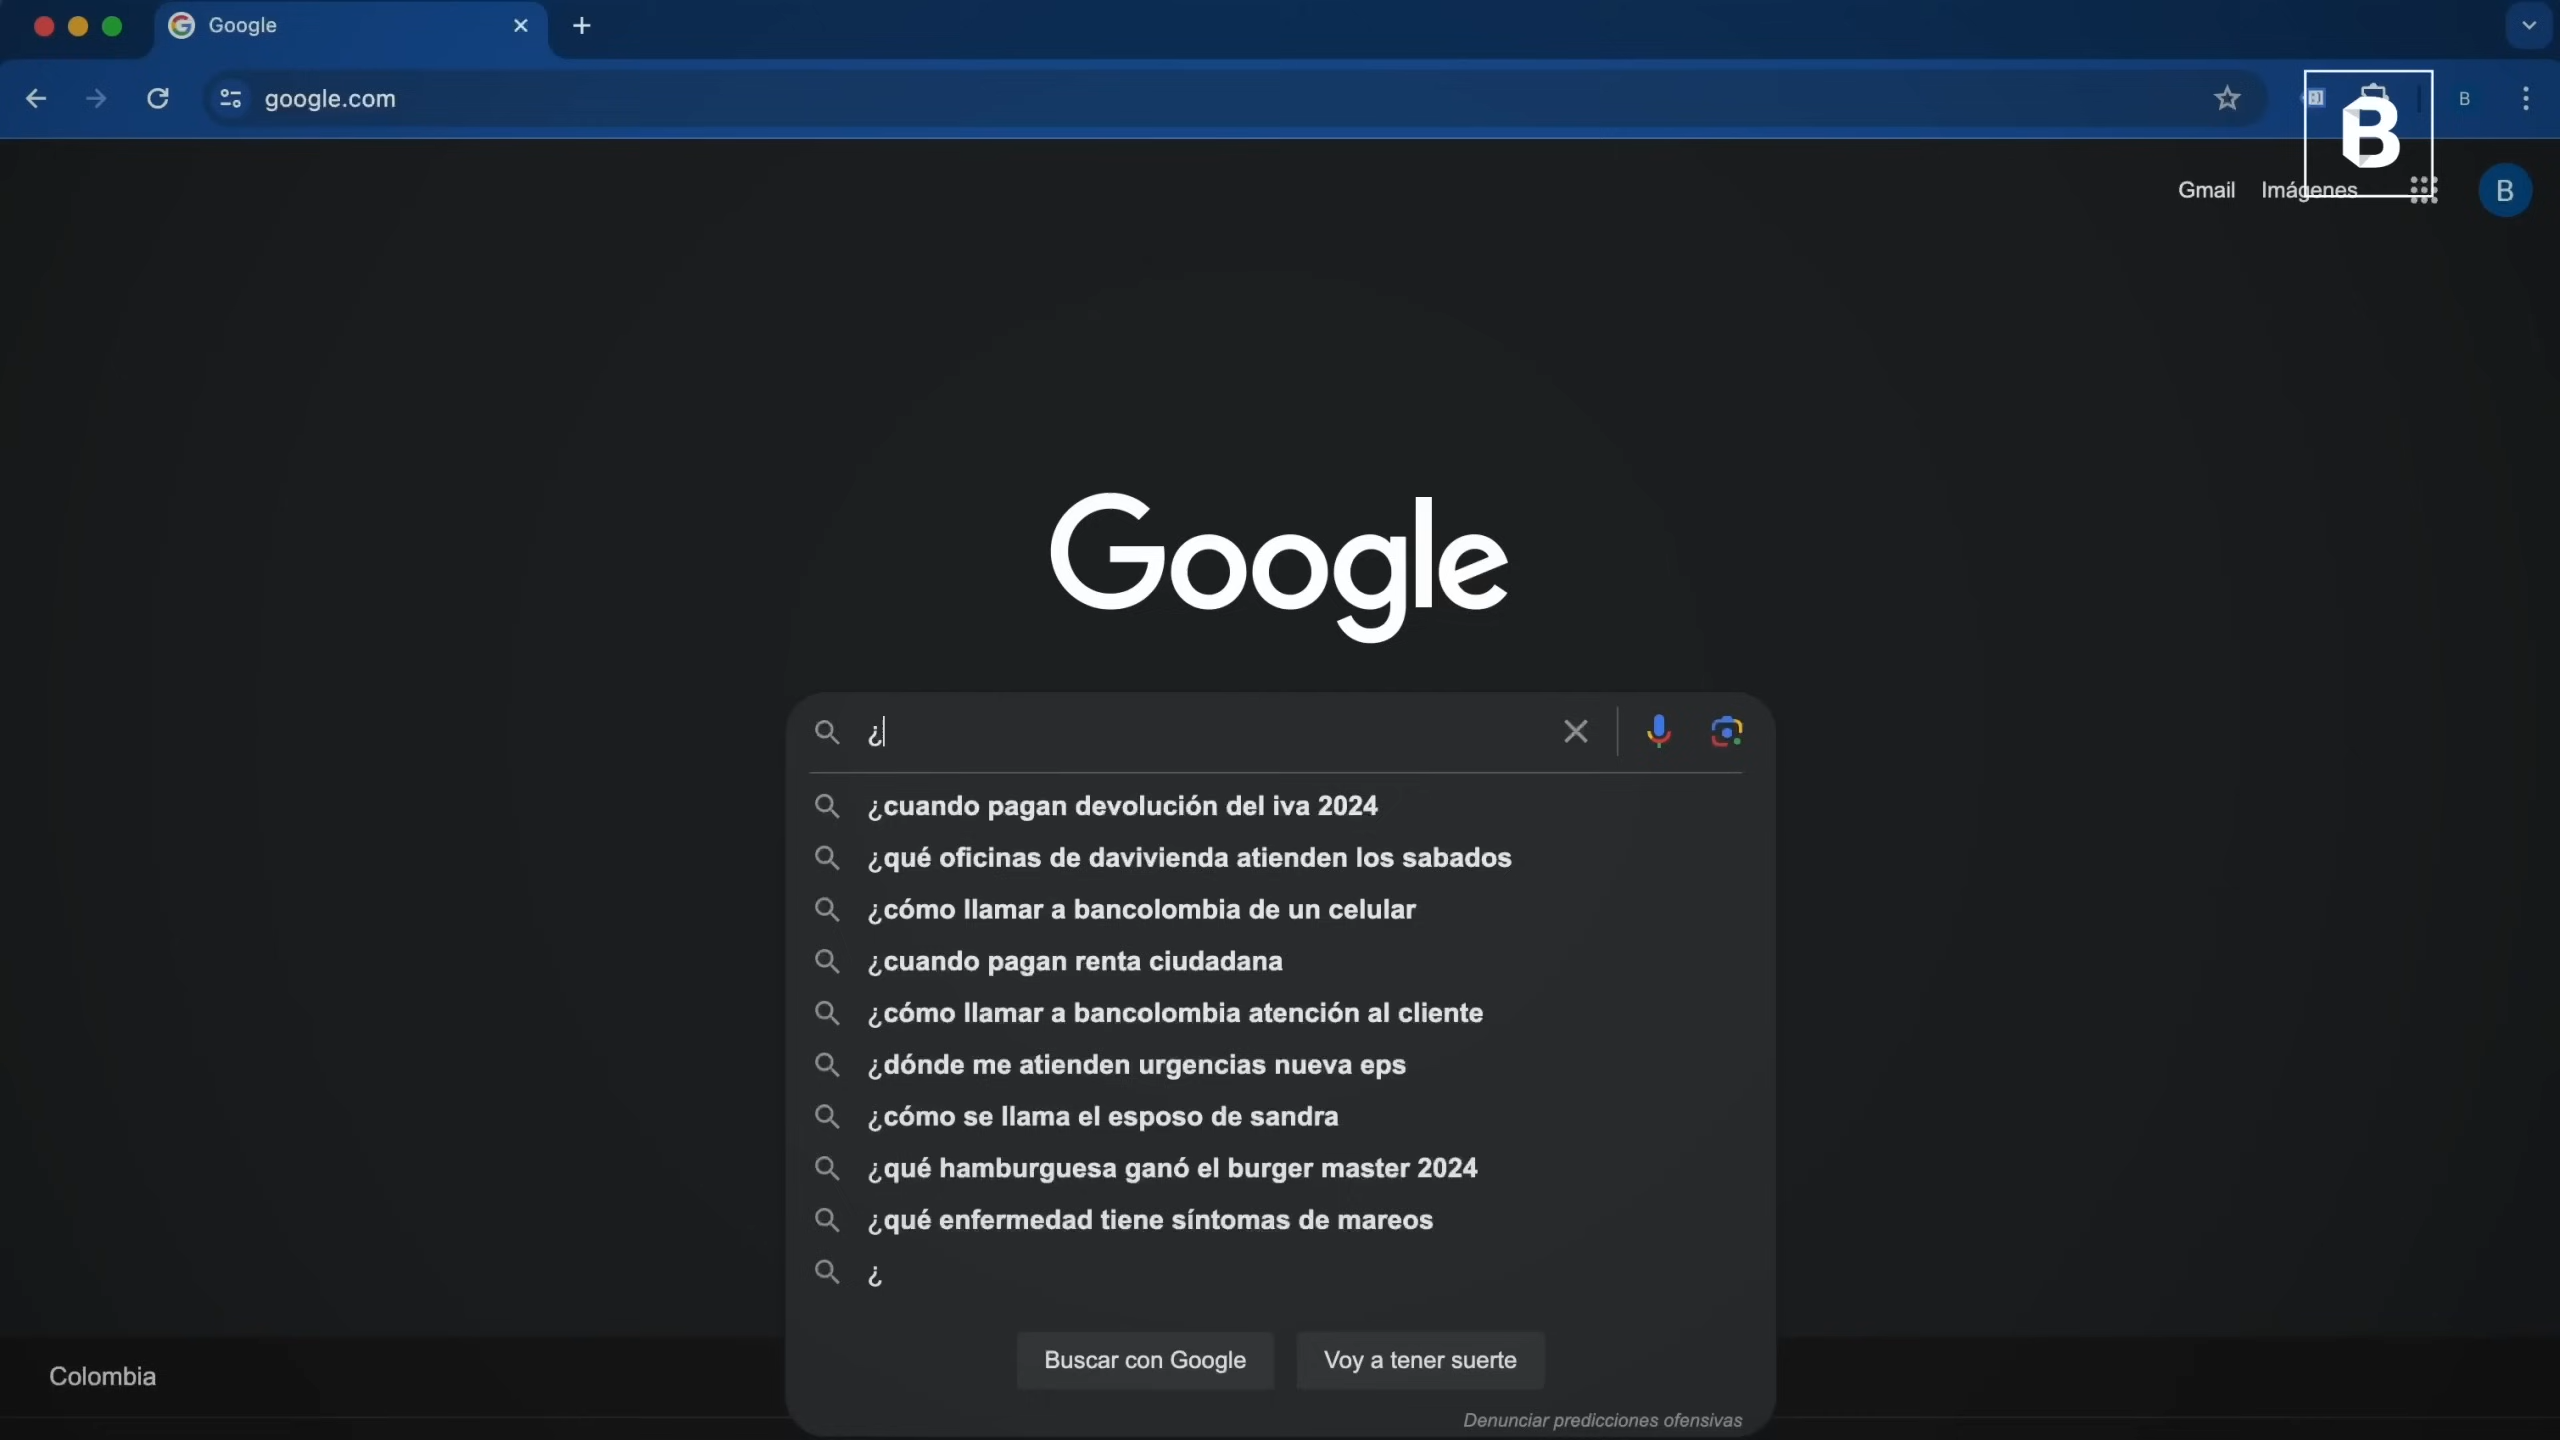 Google
google.com
B
B
Gmail
Imágenes
B
Google
¿
¿cuando pagan devolución del iva 2024
¿qué oficinas de davivienda atienden los sabados
¿cómo llamar a bancolombia de un celular
¿cuando pagan renta ciudadana
¿cómo llamar a bancolombia atención al cliente
¿dónde me atienden urgencias nueva eps
¿cómo se llama el esposo de sandra
¿qué hamburguesa ganó el burger master 2024
¿qué enfermedad tiene síntomas de mareos
¿
Buscar con Google
Voy a tener suerte
Colombia
Denunciar predicciones ofensivas